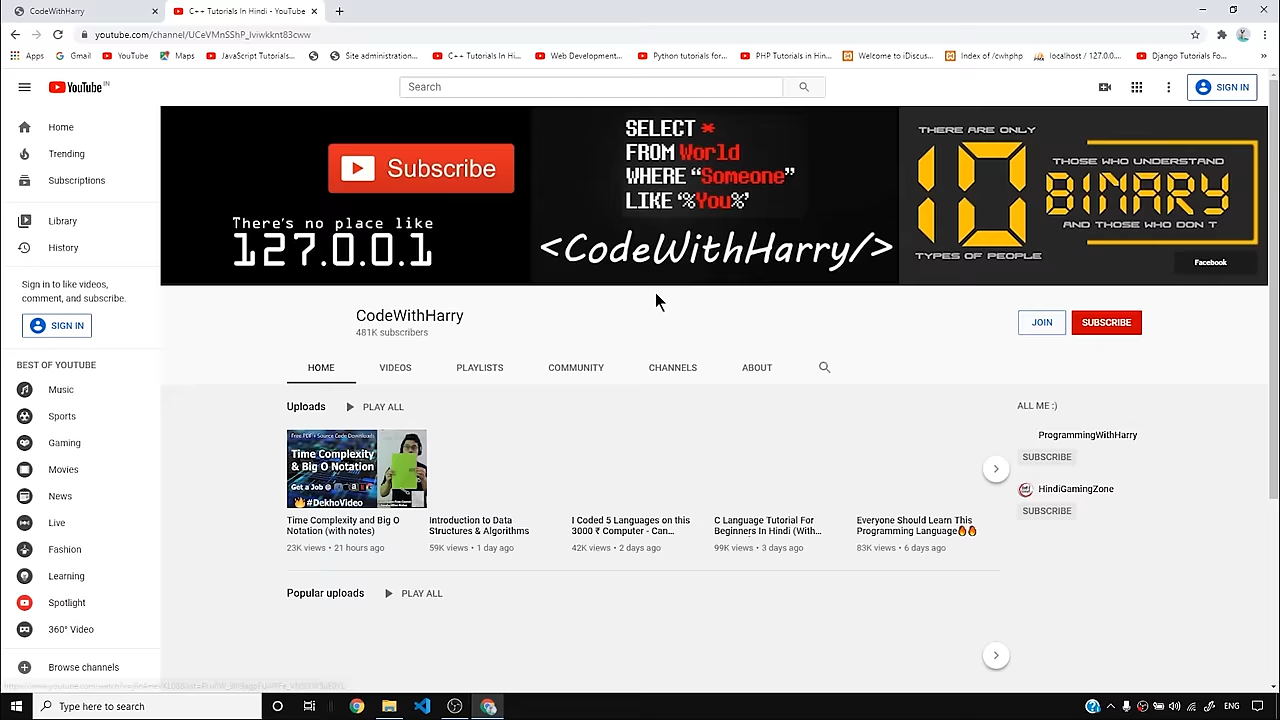 CodeWithHarry
C++ Tutorials In Hindi - YouTube
youtube.com/channel/UCeVMnSShP_Iviwkknt83cww
Apps
Gmail
YouTube
Maps
JavaScript Tutorials...
Site administration...
C++ Tutorials In Hi...
Web Development...
Python tutorials for...
PHP Tutorials in Hin...
Welcome to iDiscus...
Index of /cwhphp
localhost / 127.0.0....
Django Tutorials Fo...
YouTube IN
Search
SIGN IN
Home
Trending
Subscriptions
Library
History
Sign in to like videos,
comment, and subscribe.
SIGN IN
BEST OF YOUTUBE
Music
Sports
Gaming
Movies
News
Live
Fashion
Learning
Spotlight
360° Video
Browse channels
Subscribe
There's no place like
127.0.0.1
SELECT *
FROM World
WHERE “Someone”
LIKE ‘%You%’
<CodeWithHarry/>
THERE ARE ONLY
10
TYPES OF PEOPLE
THOSE WHO UNDERSTAND
BINARY
AND THOSE WHO DON T
Facebook
CodeWithHarry
481K subscribers
JOIN
SUBSCRIBE
HOME
VIDEOS
PLAYLISTS
COMMUNITY
CHANNELS
ABOUT
Uploads
PLAY ALL
Free PDF + Source Code Downloads
Time Complexity
& Big O Notation
Get a Job @
🔥#DekhoVideo
Time Complexity and Big O
Notation (with notes)
23K views • 21 hours ago
Introduction to Data
Structures & Algorithms
59K views • 1 day ago
I Coded 5 Languages on this
3000 ₹ Computer - Can...
42K views • 2 days ago
C Language Tutorial For
Beginners In Hindi (With...
99K views • 3 days ago
Everyone Should Learn This
Programming Language🔥🔥
83K views • 6 days ago
ALL ME :)
ProgrammingWithHarry
SUBSCRIBE
HindiGamingZone
SUBSCRIBE
Popular uploads
PLAY ALL
Type here to search
ENG